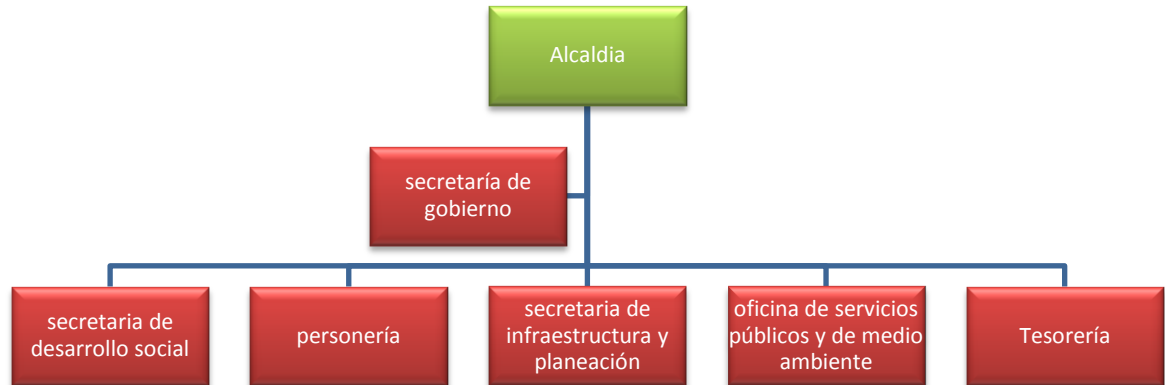 Alcaldia
secretaría de
gobierno
secretaria de
desarrollo social
personería
secretaria de
infraestructura y
planeación
oficina de servicios
públicos y de medio
ambiente
Tesorería